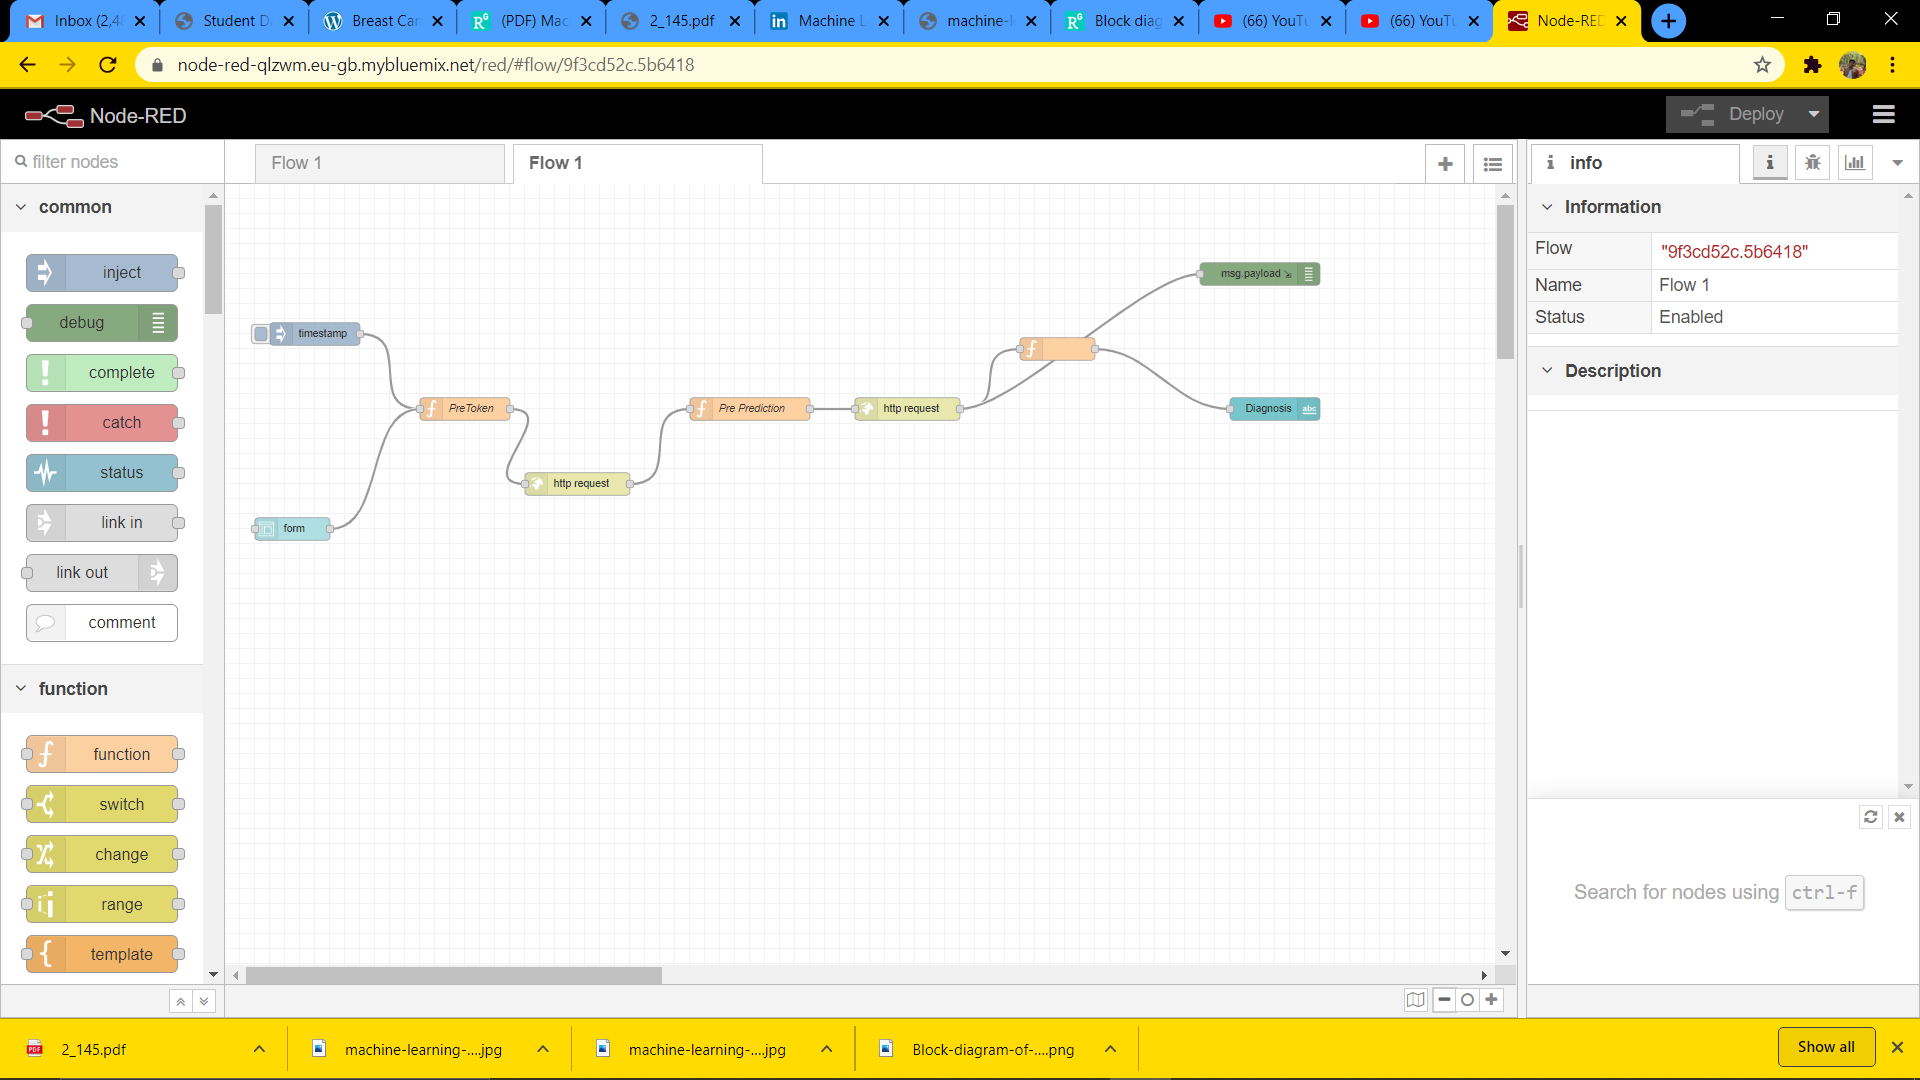 Inbox (2,4
Student D
Breast Can
(PDF) Mac
2_145.pdf
Machine L
machine-l
Block diag
(66) YouTu
(66) YouTu
Node-RED
node-red-qlzwm.eu-gb.mybluemix.net/red/#flow/9f3cd52c.5b6418
Node-RED
Deploy
filter nodes
Flow 1
Flow 1
info
common
Information
Flow
"9f3cd52c.5b6418"
Name
Flow 1
Status
Enabled
Description
inject
debug
complete
catch
status
link in
link out
comment
function
function
switch
change
range
template
msg.payload
timestamp
PreToken
Pre Prediction
http request
Diagnosis
abc
http request
form
Search for nodes using ctrl-f
2_145.pdf
machine-learning-....jpg
machine-learning-....jpg
Block-diagram-of-....png
Show all